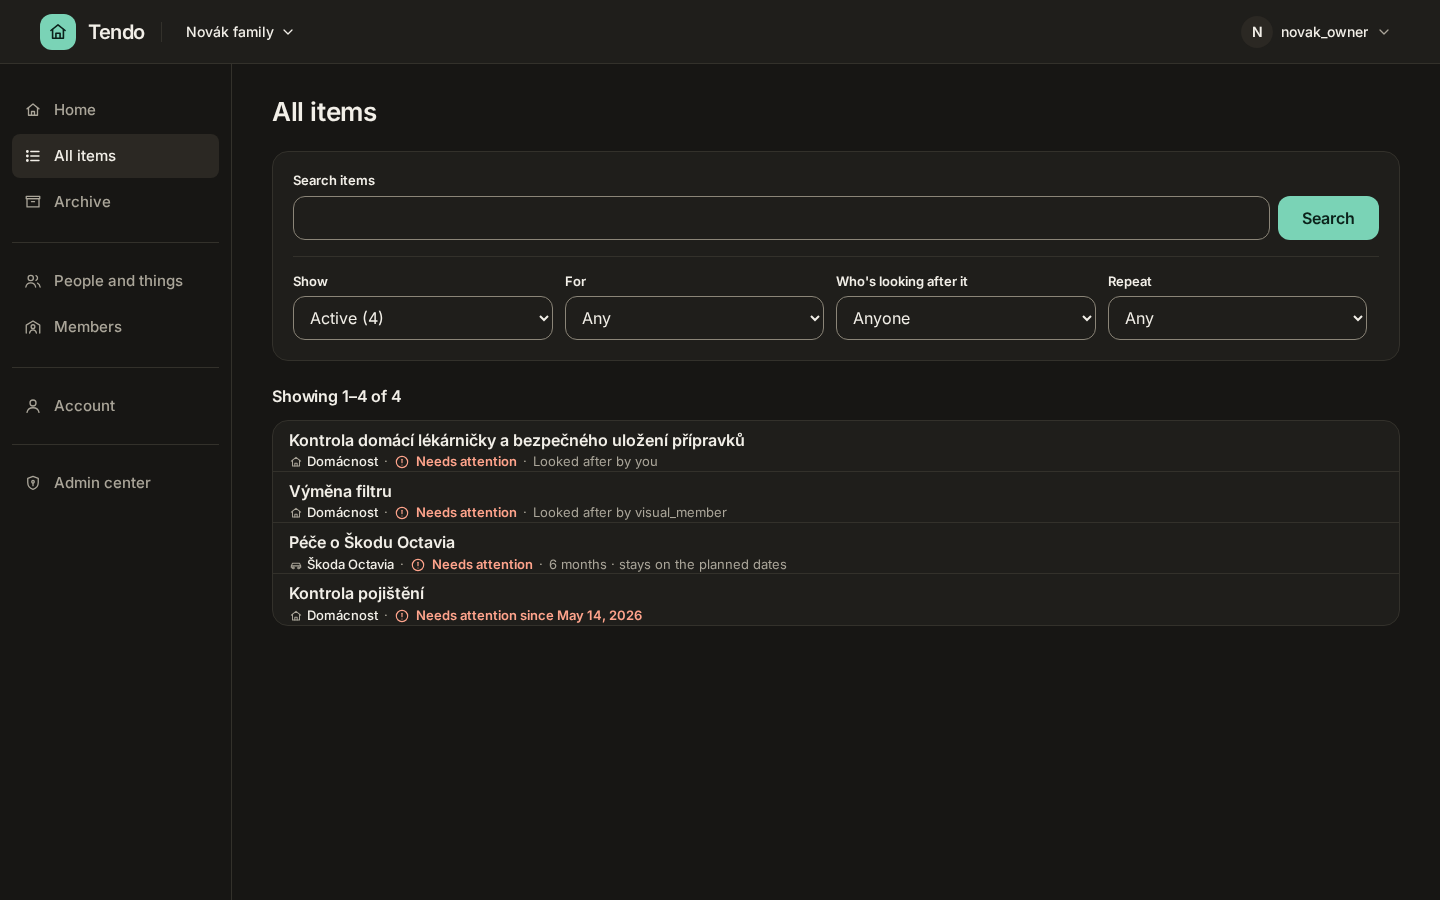 Tendo
Novák family
N novak_owner
Home
All items
Archive
People and things
Members
Account
Admin center
All items
Search items
Search
Show For Who's looking after it Repeat
Active (4) Any Anyone Any
Showing 1–4 of 4
Kontrola domácí lékárničky a bezpečného uložení přípravků
Domácnost · Needs attention · Looked after by you
Výměna filtru
Domácnost · Needs attention · Looked after by visual_member
Péče o Škodu Octavia
Škoda Octavia · Needs attention · 6 months · stays on the planned dates
Kontrola pojištění
Domácnost · Needs attention since May 14, 2026